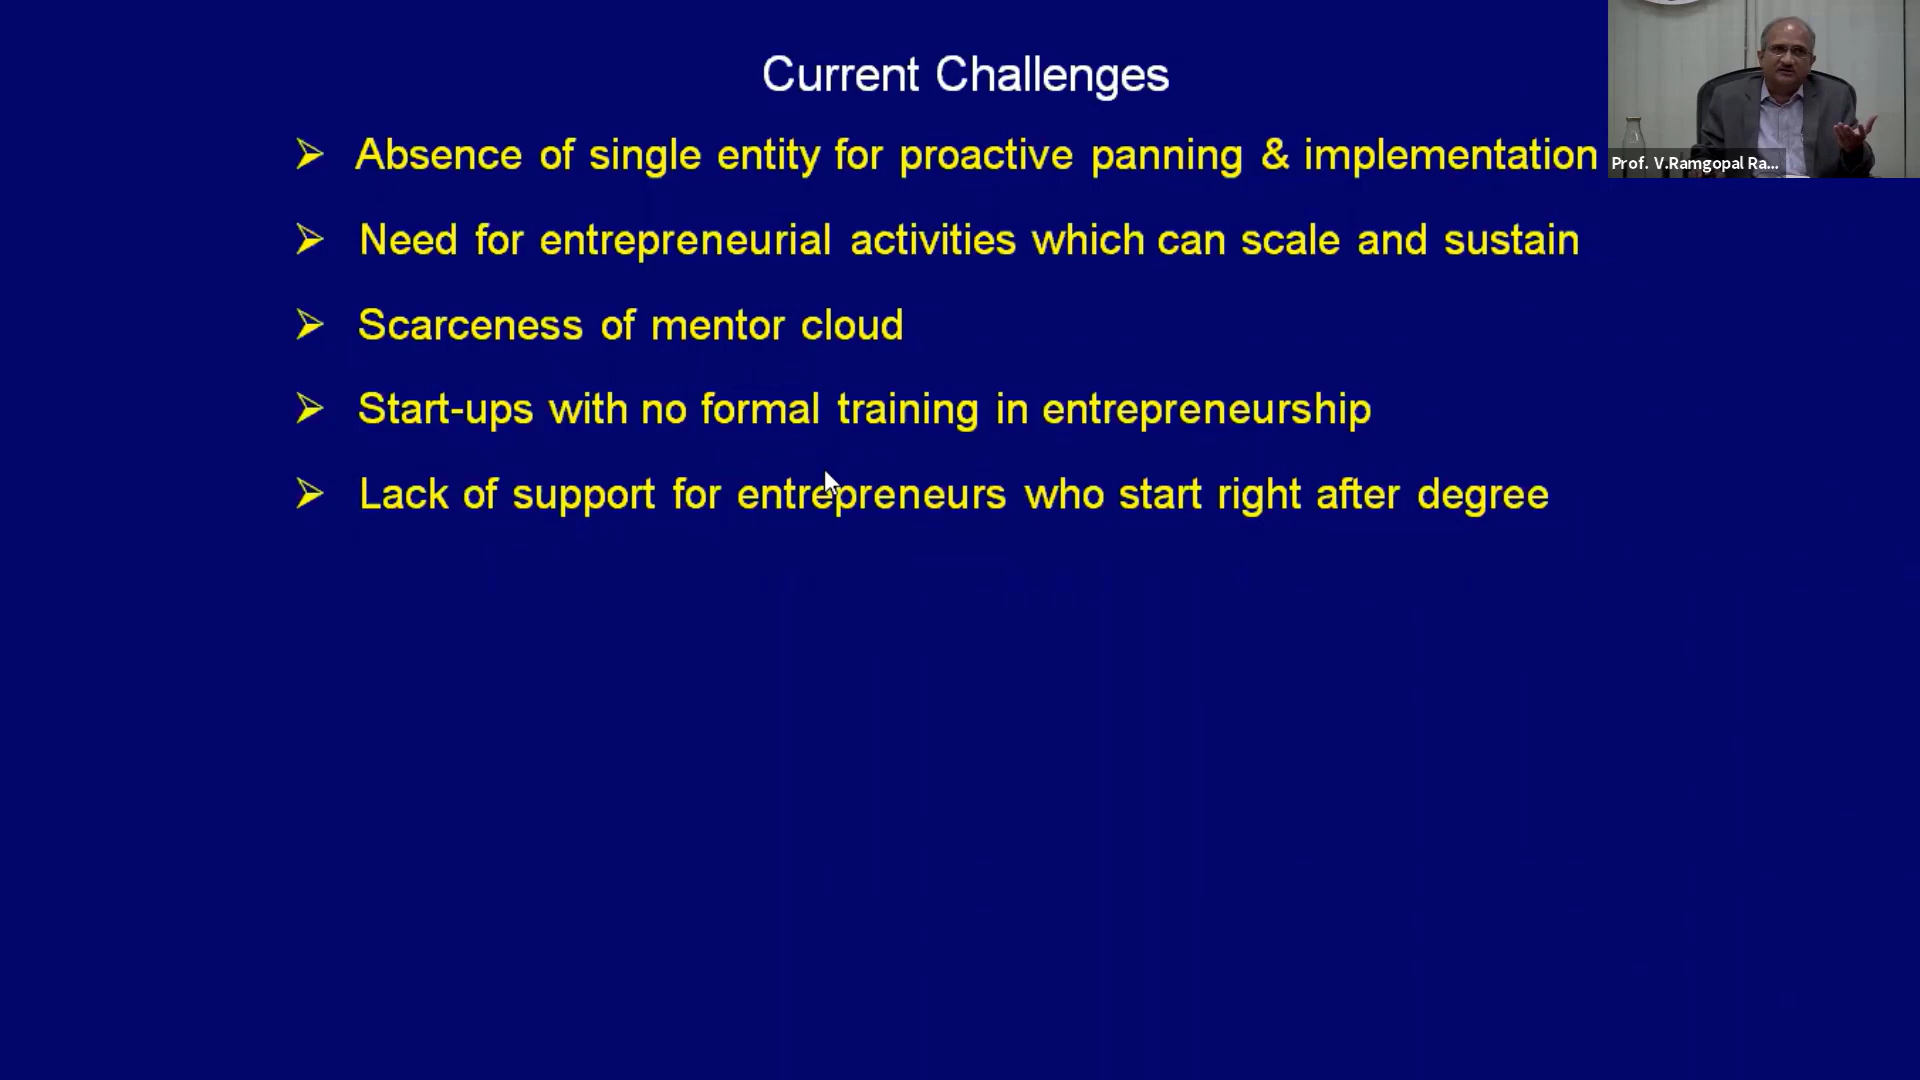 Current Challenges
➢ Absence of single entity for proactive panning & implementation
➢ Need for entrepreneurial activities which can scale and sustain
➢ Scarceness of mentor cloud
➢ Start-ups with no formal training in entrepreneurship
➢ Lack of support for entrepreneurs who start right after degree
Prof. V.Ramgopal Ra...